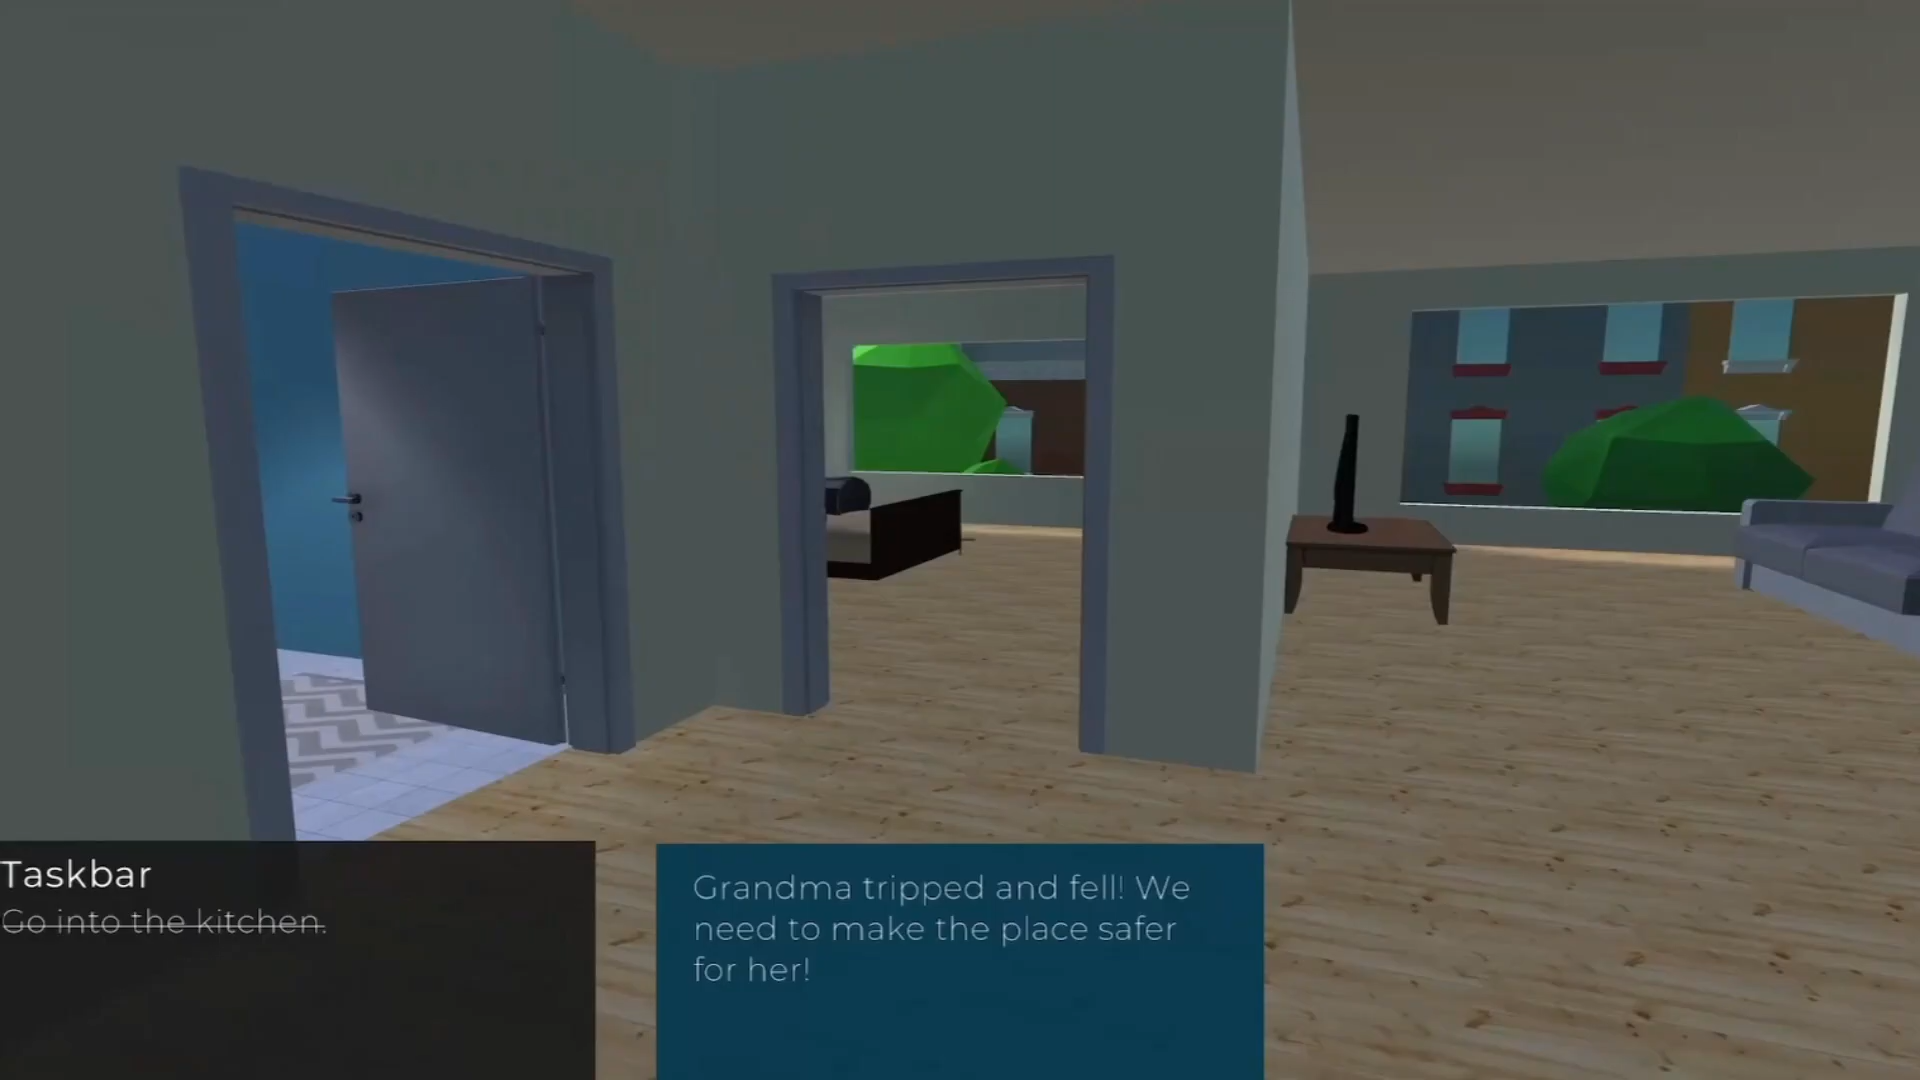 Taskbar
Go into the kitchen.
Grandma tripped and fell! We
need to make the place safer
for her!